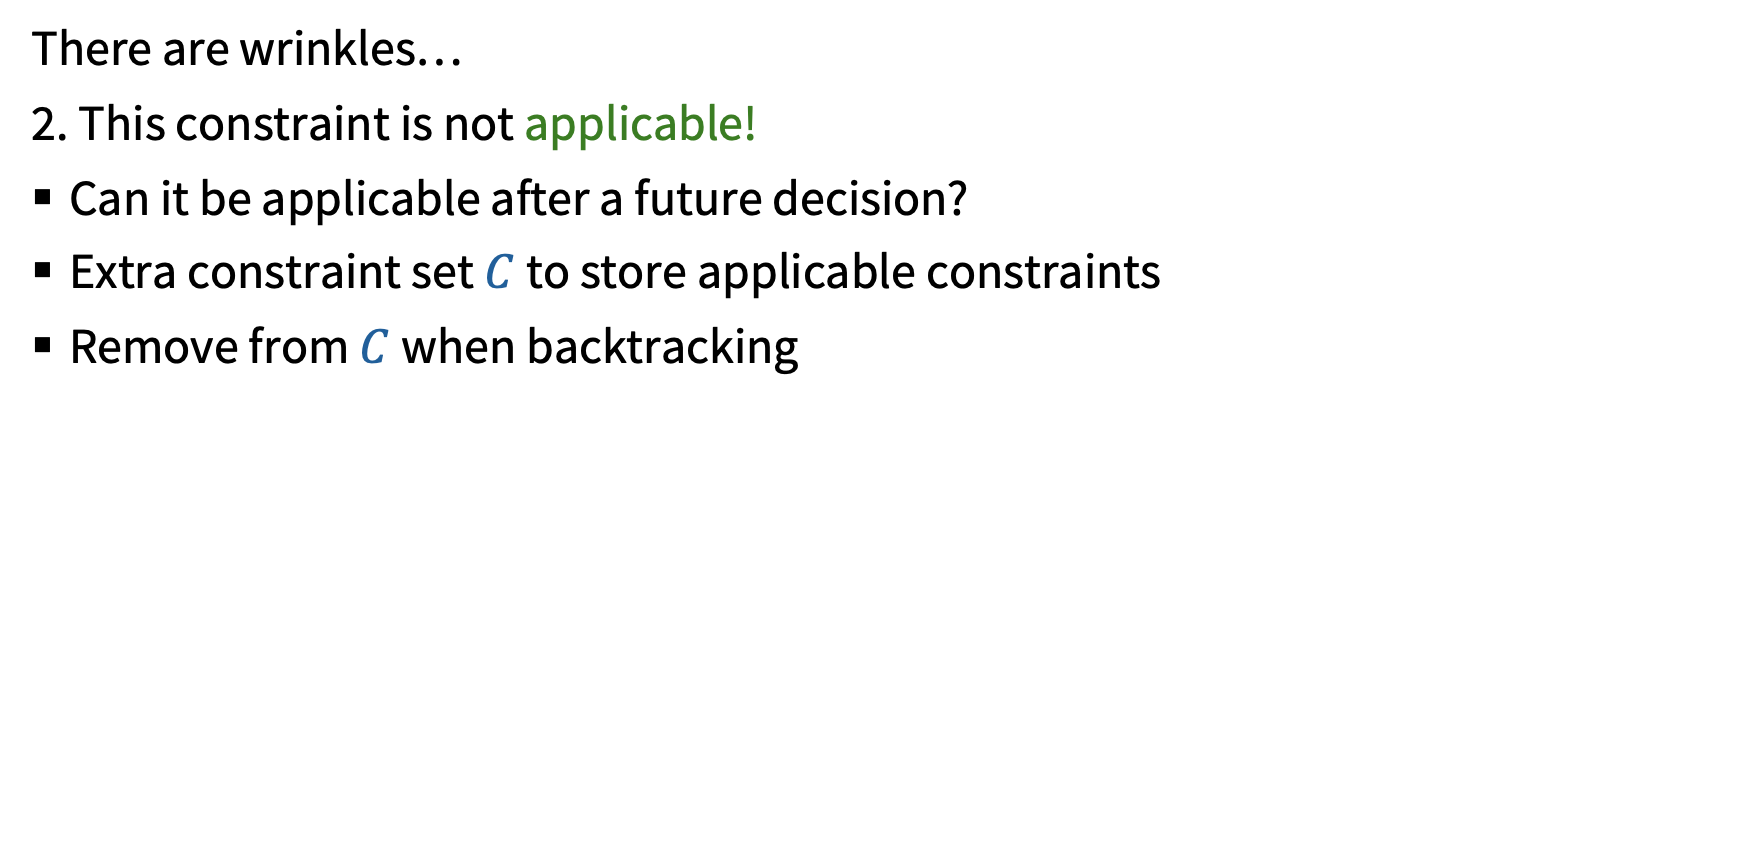 There are wrinkles…
2. This constraint is not applicable!
▪ Can it be applicable after a future decision?
▪ Extra constraint set C to store applicable constraints
▪ Remove from C when backtracking